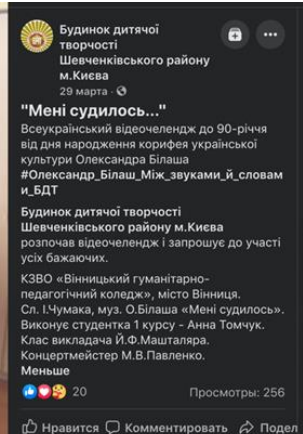 Будинок дитячої
творчості
Шевченківського району
м.Києва
29 марта ·
"Мені судилось..."
Всеукраїнський відеочелендж до 90-річчя
від дня народження корифея української
культури Олександра Білаша
#Олександр_Білаш_Між_звуками_й_словам
и_БДТ
Будинок дитячої творчості
Шевченківського району м.Києва
розпочав відеочелендж і запрошує до участі
усіх бажаючих.
КЗВО «Вінницький гуманітарно-
педагогічний коледж», місто Вінниця.
Сл. І.Чумака, муз. О.Білаша «Мені судилось».
Виконує студентка 1 курсу - Анна Томчук.
Клас викладача Й.Ф.Машталяра.
Концертмейстер М.В.Павленко.
Меньше
20 Просмотры: 256
Нравится Комментировать Подел